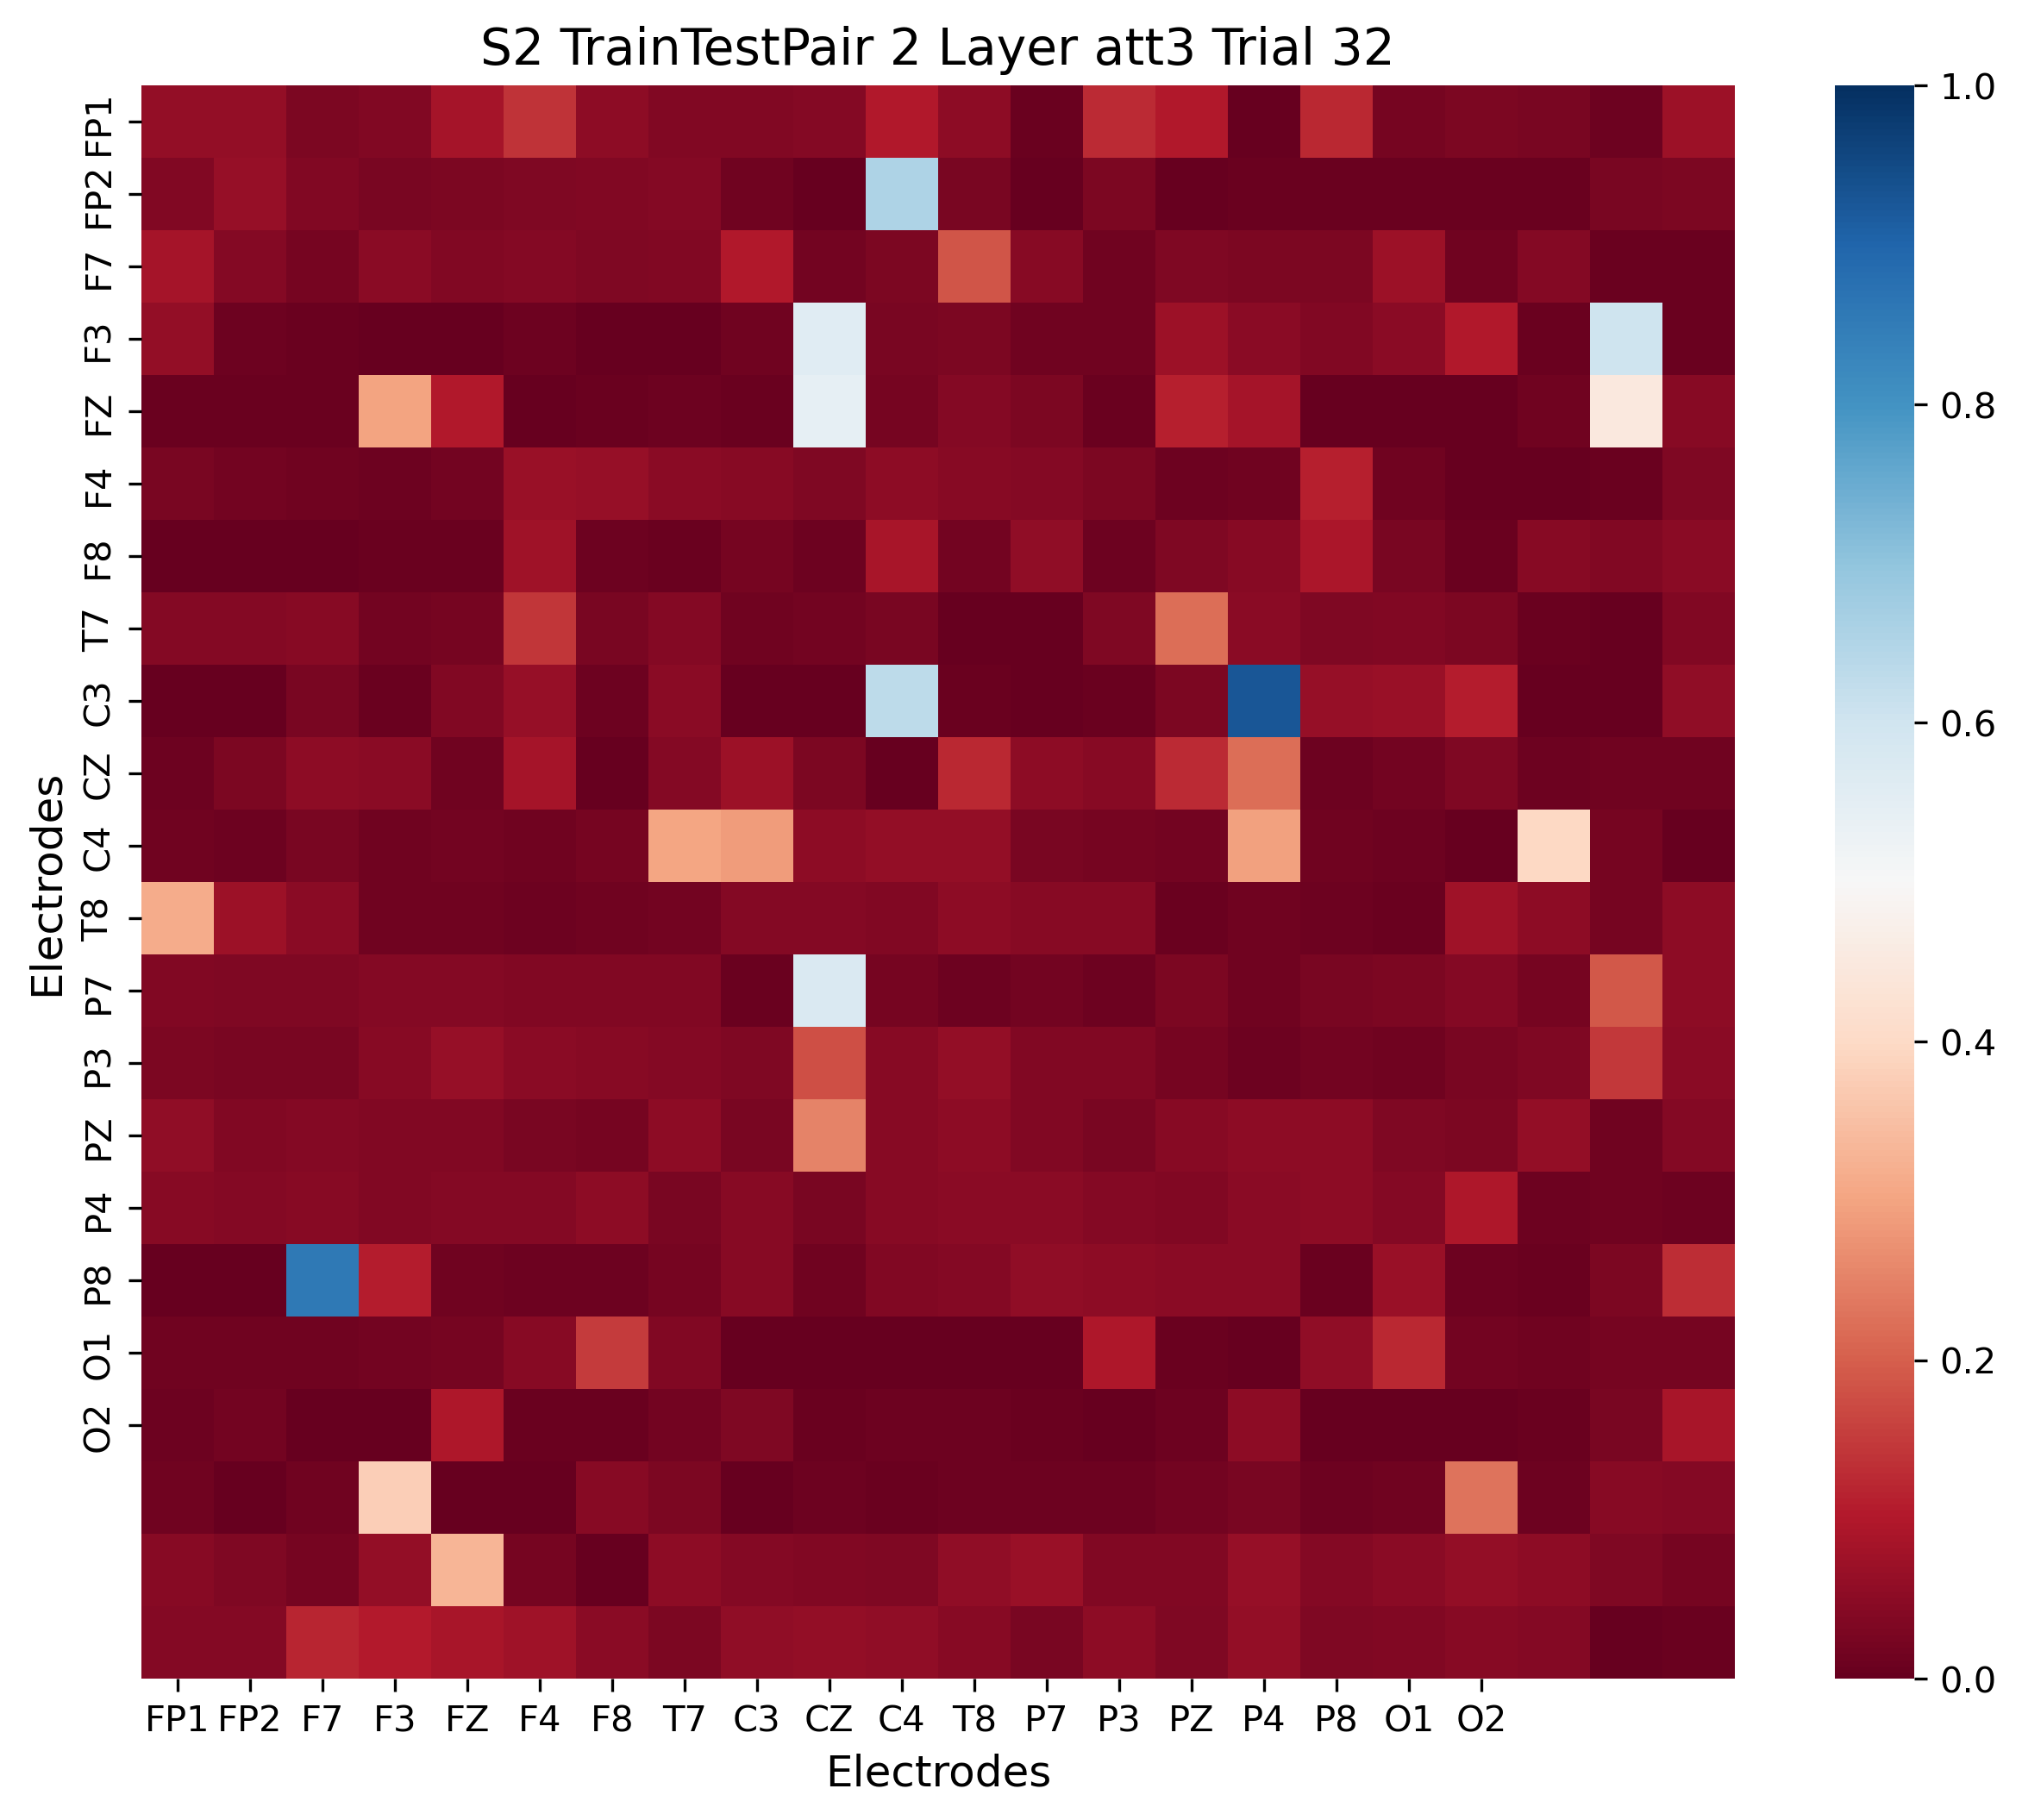 S2 TrainTestPair 2 Layer att3 Trial 32
Electrodes
FP1
FP2
F7
F3
FZ
F4
F8
T7
C3
CZ
C4
T8
P7
P3
PZ
P4
P8
O1
O2
1.0
0.8
0.6
0.4
0.2
0.0
FP1 FP2 F7 F3 FZ F4 F8 T7 C3 CZ C4 T8 P7 P3 PZ P4 P8 O1 O2
Electrodes